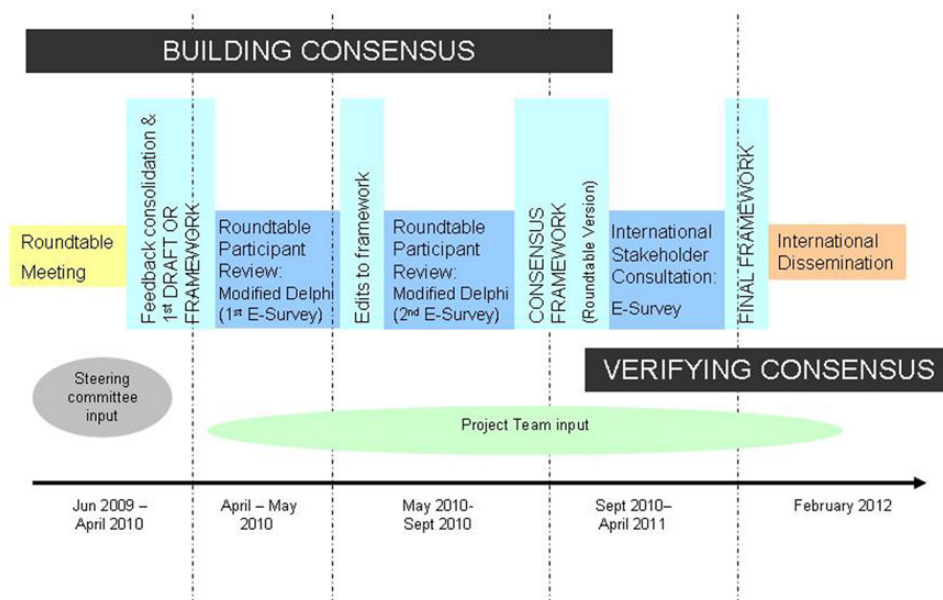 BUILDING CONSENSUS
Roundtable
Meeting
Feedback consolidation &
1st DRAFT OR
FRAMEWORK
Roundtable
Participant
Review:
Modified Delphi
(1st E-Survey)
Edits to framework
Roundtable
Participant
Review:
Modified Delphi
(2nd E-Survey)
CONSENSUS
FRAMEWORK
(Roundtable Version)
International
Stakeholder
Consultation:
E-Survey
FINAL FRAMEWORK
International
Dissemination
VERIFYING CONSENSUS
Steering
committee
input
Project Team input
Jun 2009 –
April 2010
April – May
2010
May 2010-
Sept 2010
Sept 2010–
April 2011
February 2012